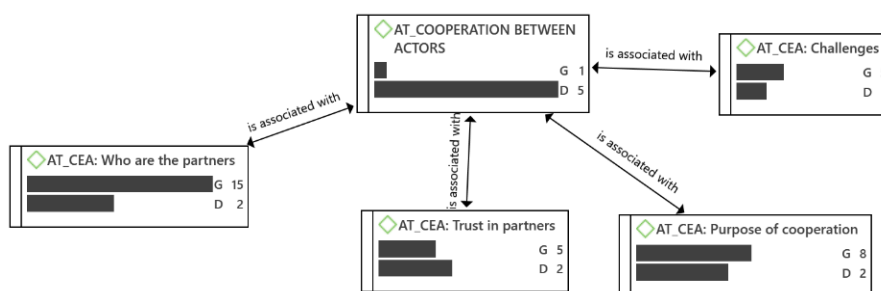 AT_COOPERATION BETWEEN
ACTORS
G 1
D 5
is associated with
AT_CEA: Challenges
G
D
is associated with
AT_CEA: Who are the partners
G 15
D 2
is associated with
AT_CEA: Trust in partners
G 5
D 2
is associated with
AT_CEA: Purpose of cooperation
G 8
D 2